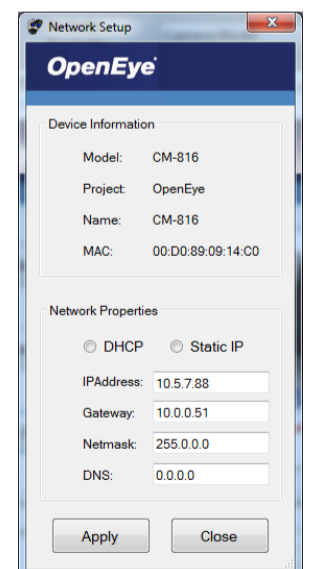 Network Setup
OpenEye
Device Information
Model: CM-816
Project: OpenEye
Name: CM-816
MAC: 00:D0:89:09:14:C0
Network Properties
DHCP Static IP
IPAddress: 10.5.7.88
Gateway: 10.0.0.51
Netmask: 255.0.0.0
DNS: 0.0.0.0
Apply Close